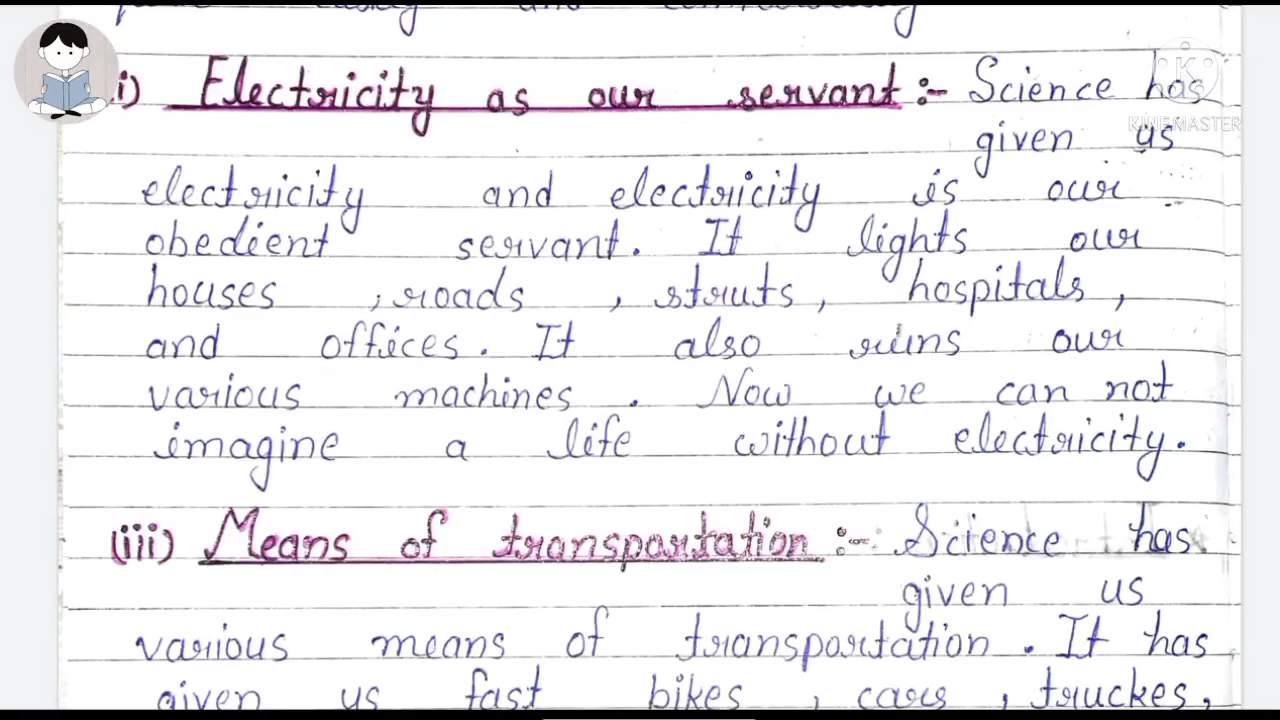 i) Electricity as our servant :- Science has
given us
electricity and electricity is our
obedient servant. It lights our
houses , roads , struts , hospitals ,
and offices. It also runs our
various machines . Now we can not
imagine a life without electricity.
(iii) Means of transportation :- Science has
given us
various means of transportation . It has
given us fast bikes , cars , truckes ,
KINEMASTER